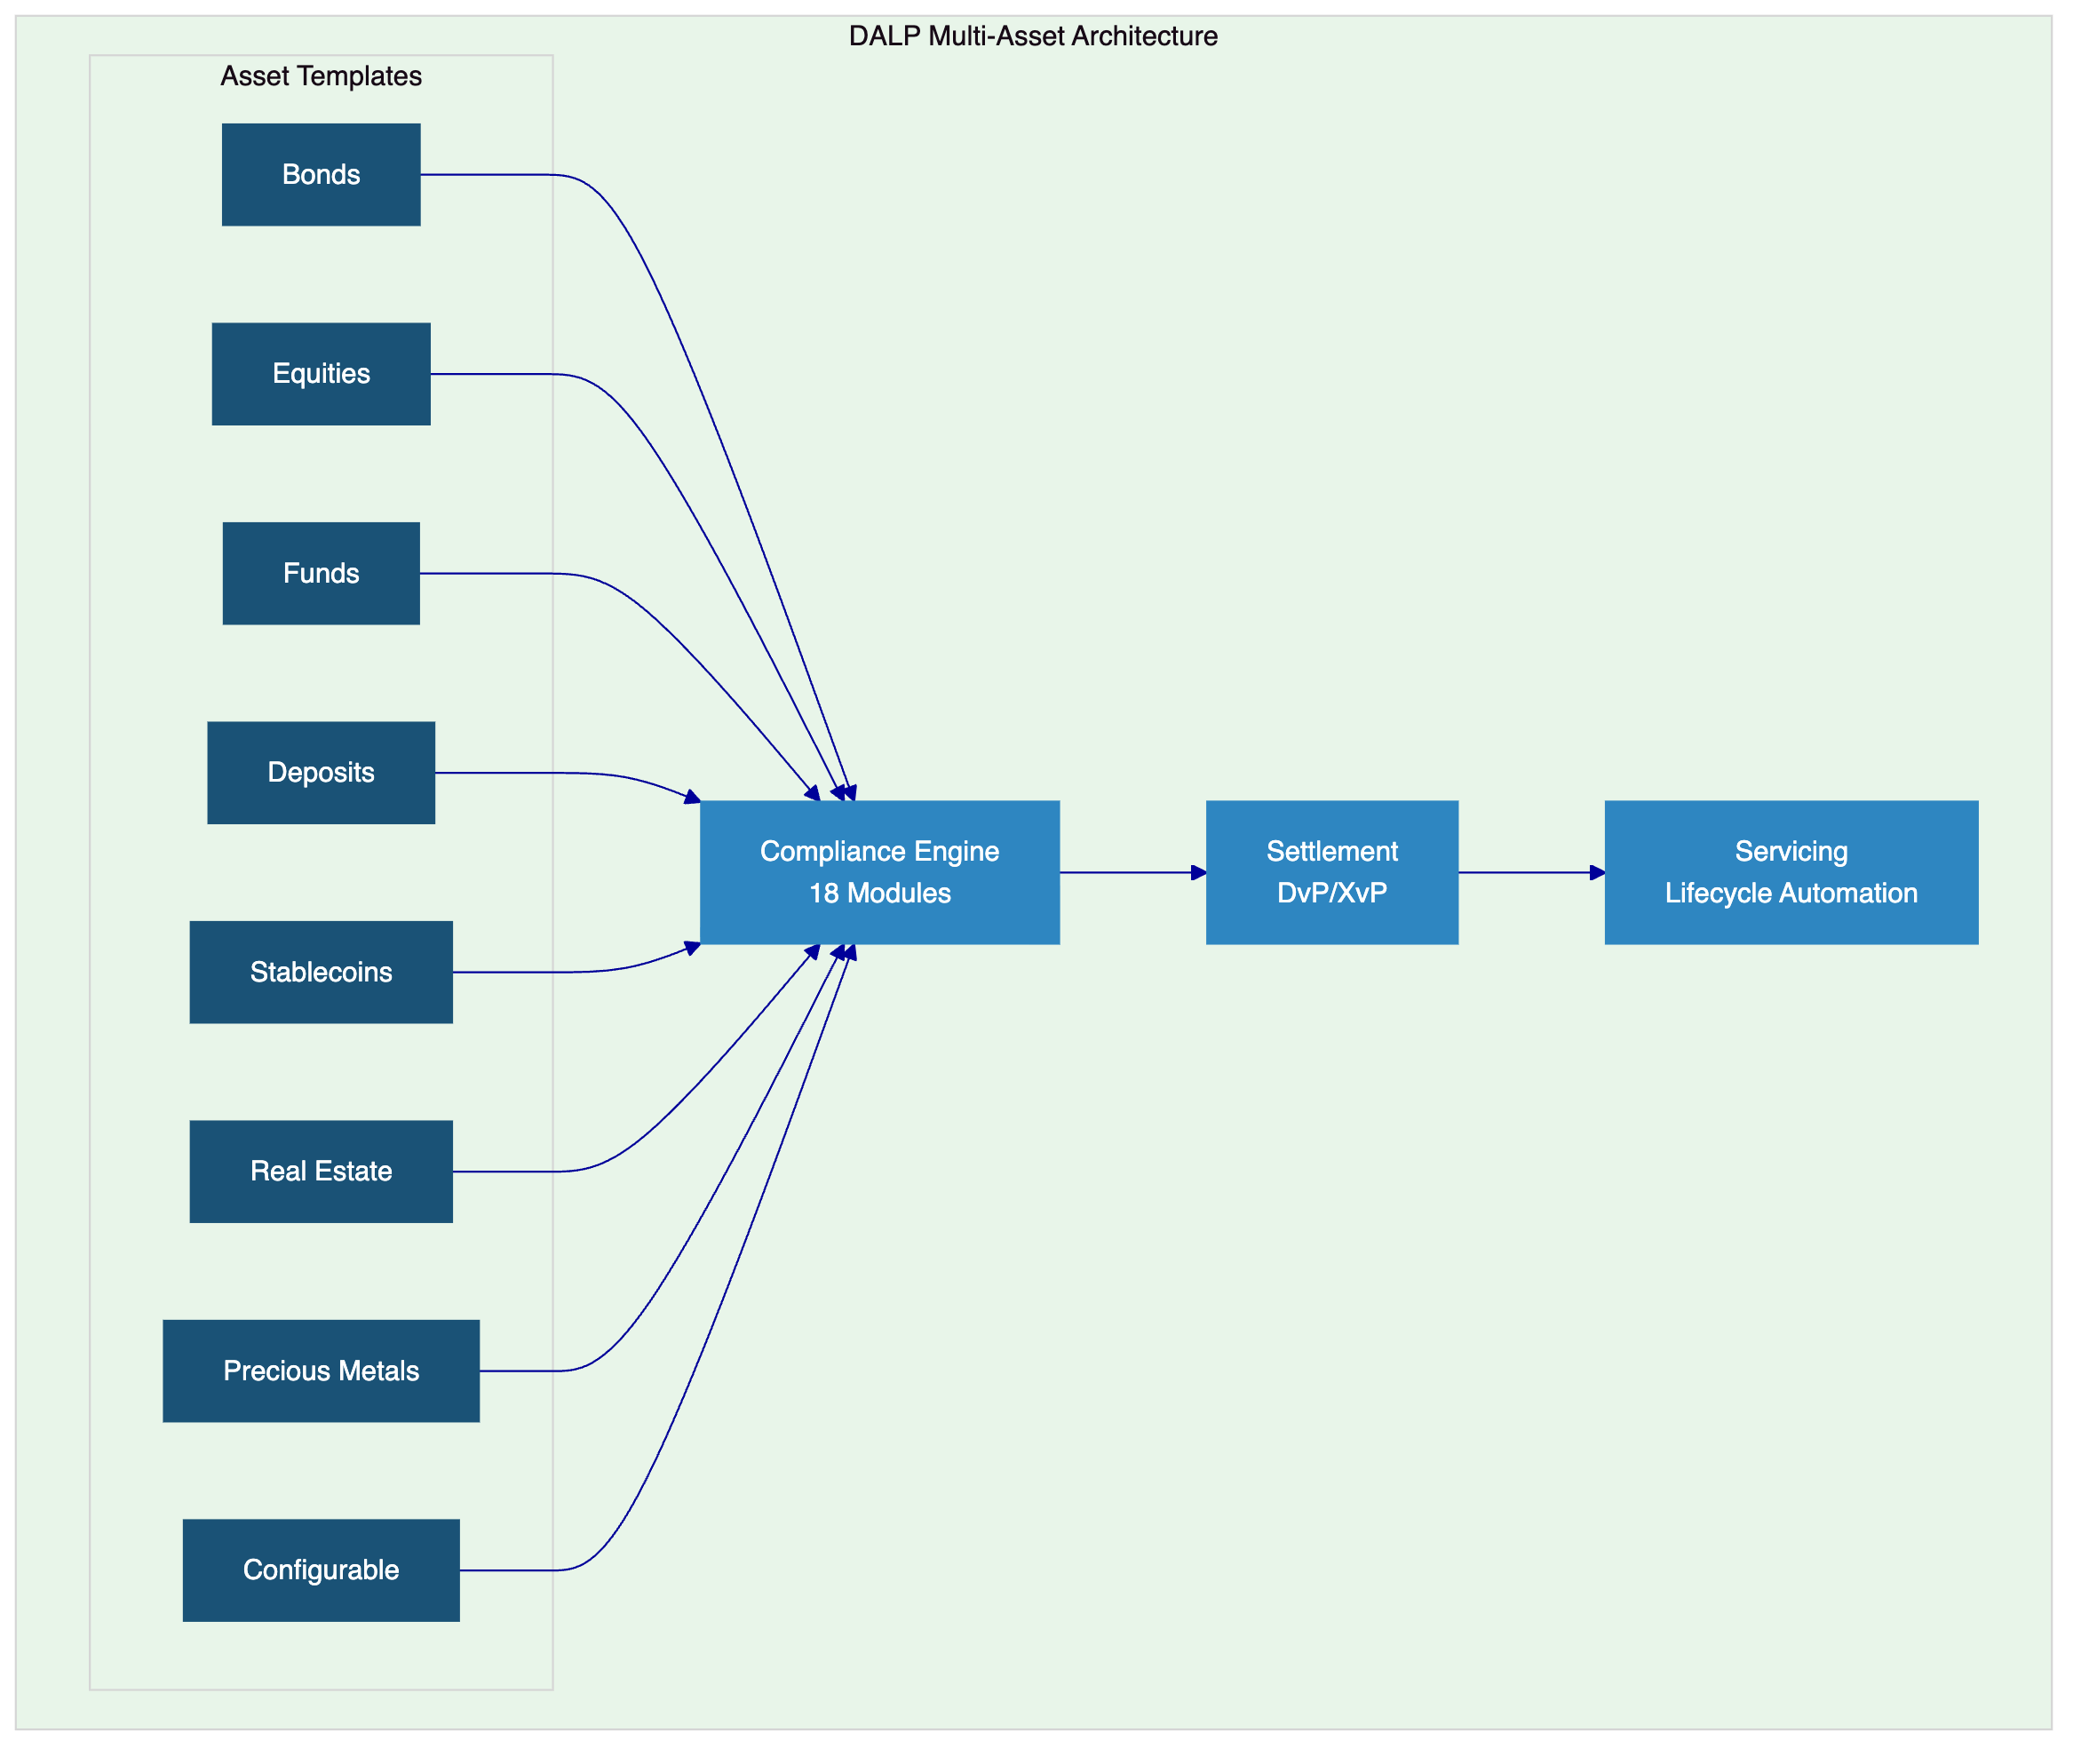 DALP Multi-Asset Architecture
Asset Templates
Bonds
Equities
Funds
Deposits
Stablecoins
Real Estate
Precious Metals
Configurable
Compliance Engine
18 Modules
Settlement
DvP/XvP
Servicing
Lifecycle Automation